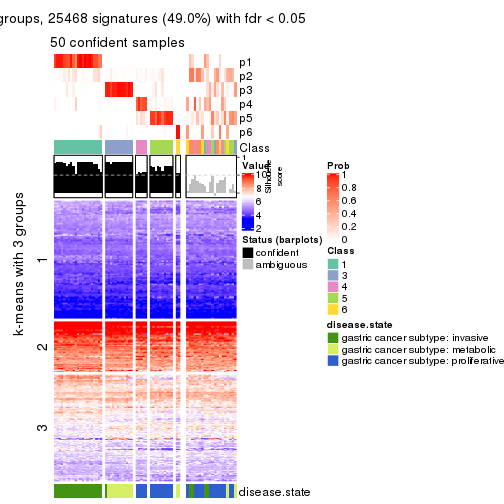 groups, 25468 signatures (49.0%) with fdr < 0.05
50 confident samples
p1
p2
p3
p4
p5
p6
Class
1
Silhouette
score
k-means with 3 groups
1
2
3
disease.state
Value
10
8
6
4
2
Status (barplots)
confident
ambiguous
Prob
1
0.8
0.6
0.4
0.2
0
Class
1
3
4
5
6
disease.state
gastric cancer subtype: invasive
gastric cancer subtype: metabolic
gastric cancer subtype: proliferative